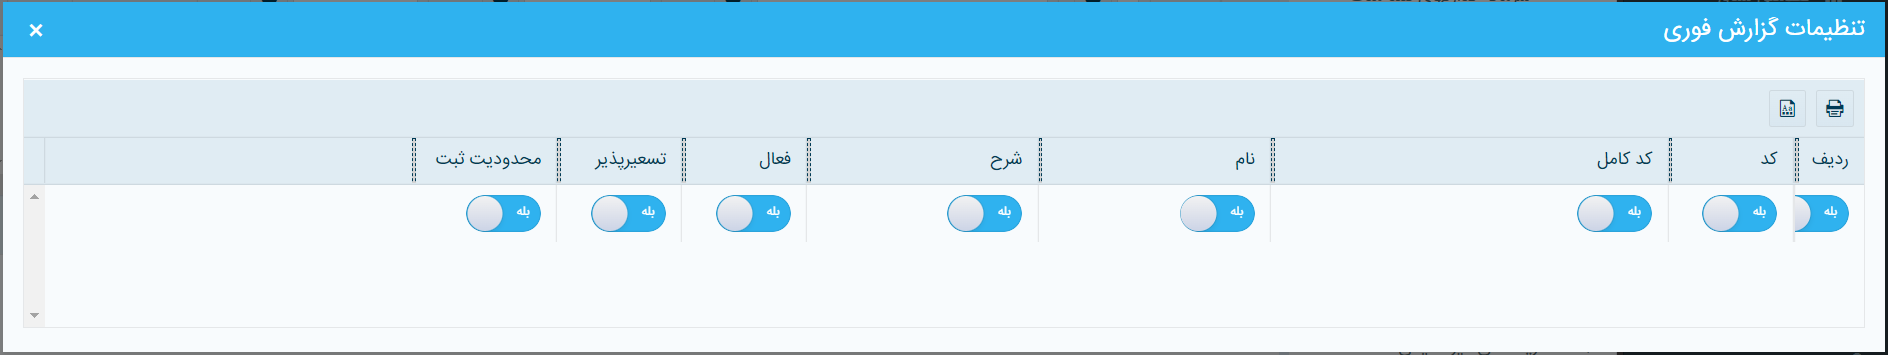 تنظیمات گزارش فوری
ردیف کد کد کامل نام شرح فعال تسعیرپذیر محدودیت ثبت
بله بله بله بله بله بله بله بله